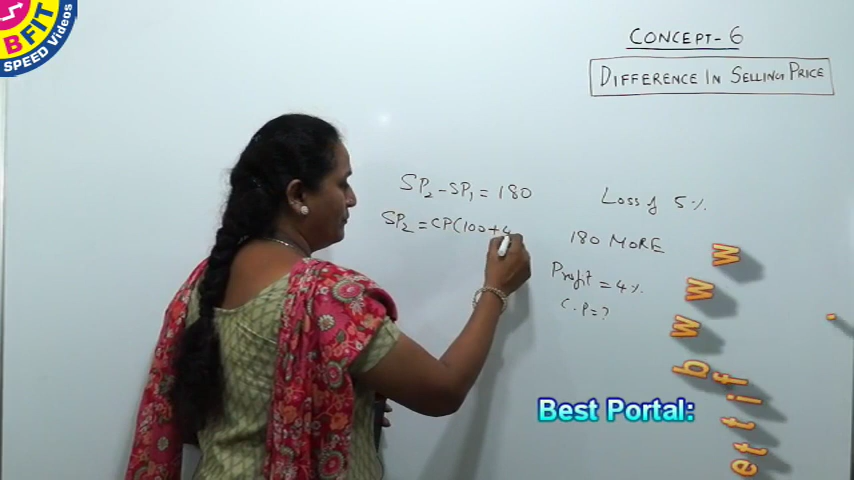 BFIT
SPEED Videos
CONCEPT-6
DIFFERENCE IN SELLING PRICE
SP₂-SP₁=180
SP₂=CP(100+4
Loss of 5%.
180 MORE
Profit=4%.
C.P=?
Best Portal:
www
b
ettif